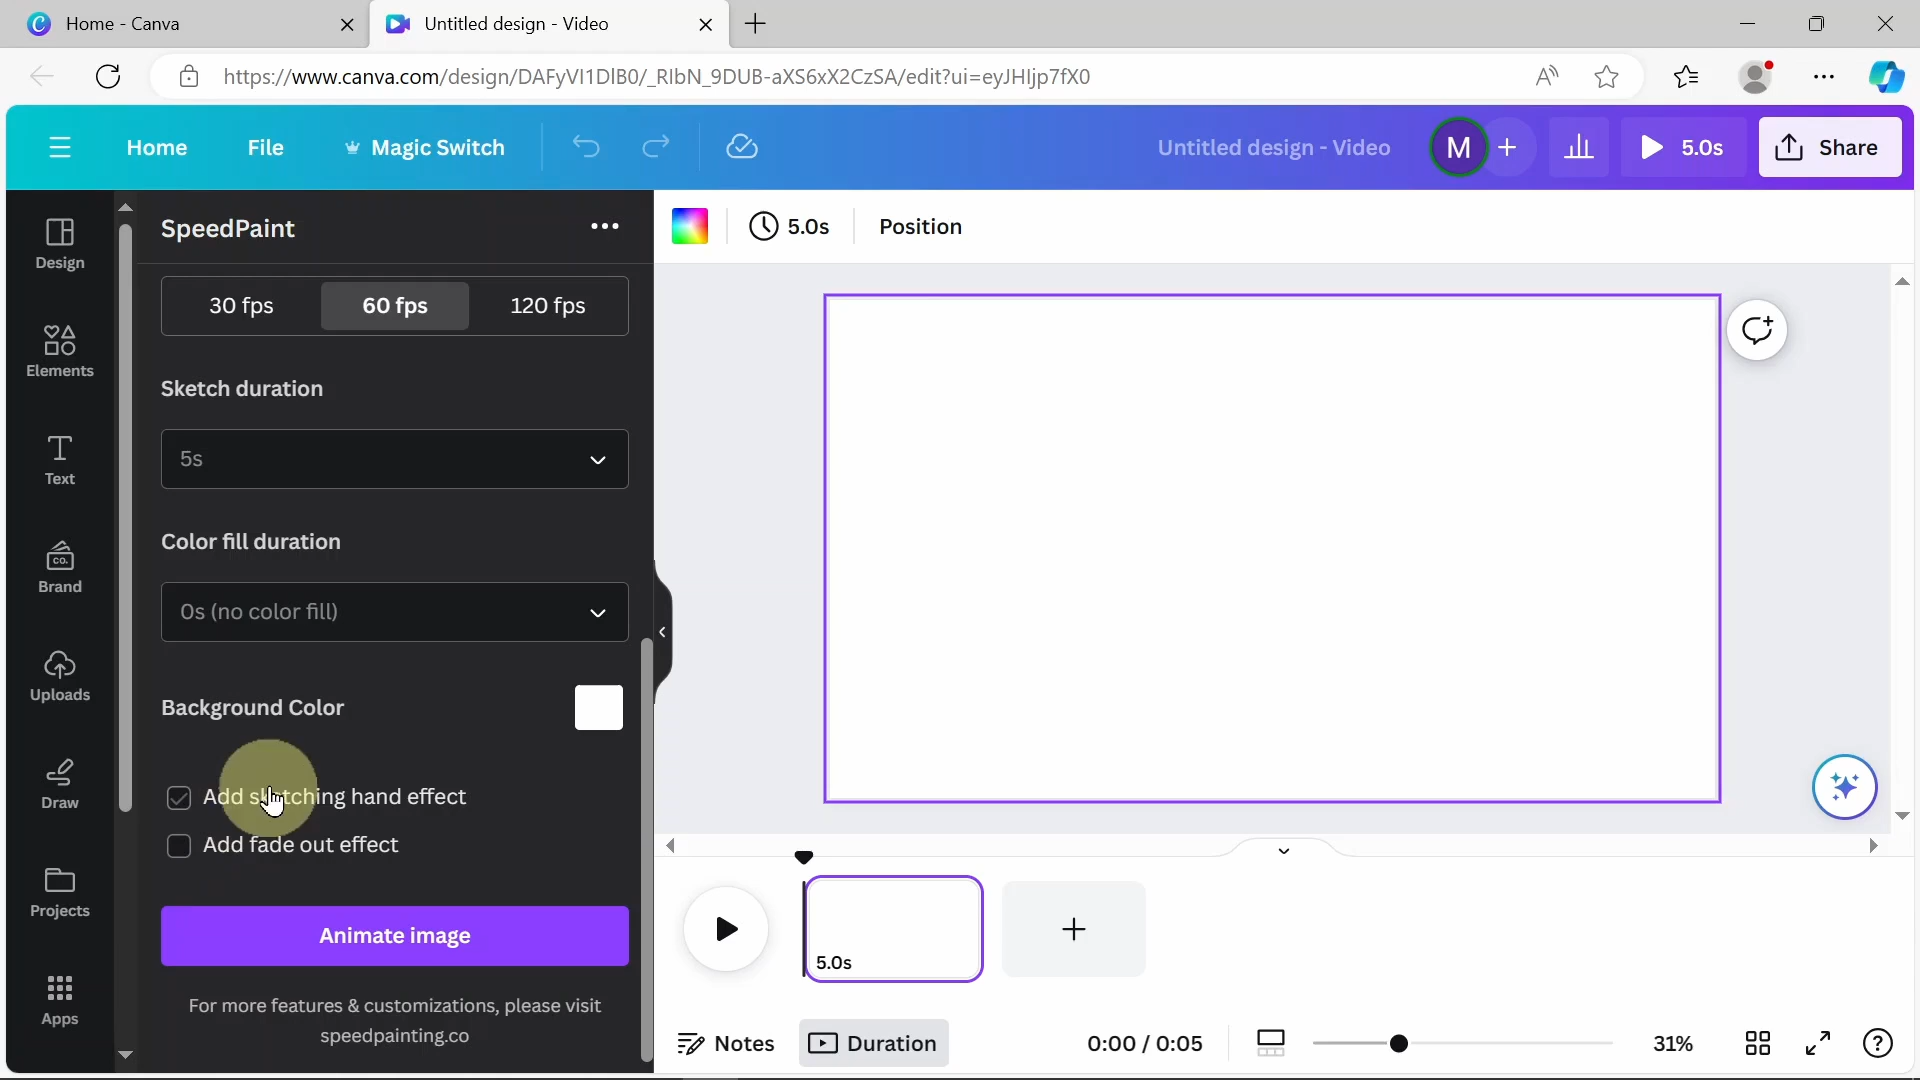 Home - Canva
Untitled design - Video
https://www.canva.com/design/DAFyVI1DlB0/_RIbN_9DUB-aXS6xX2CzSA/edit?ui=eyJHIjp7fX0
Home
File
Magic Switch
Untitled design - Video
M
5.0s
Share
Design
Elements
Text
CO.
Brand
Uploads
Draw
Projects
Apps
SpeedPaint
30 fps
60 fps
120 fps
Sketch duration
5s
Color fill duration
0s (no color fill)
Background Color
Add sketching hand effect
Add fade out effect
Animate image
For more features & customizations, please visit
speedpainting.co
5.0s
Position
5.0s
Notes
Duration
0:00 / 0:05
31%